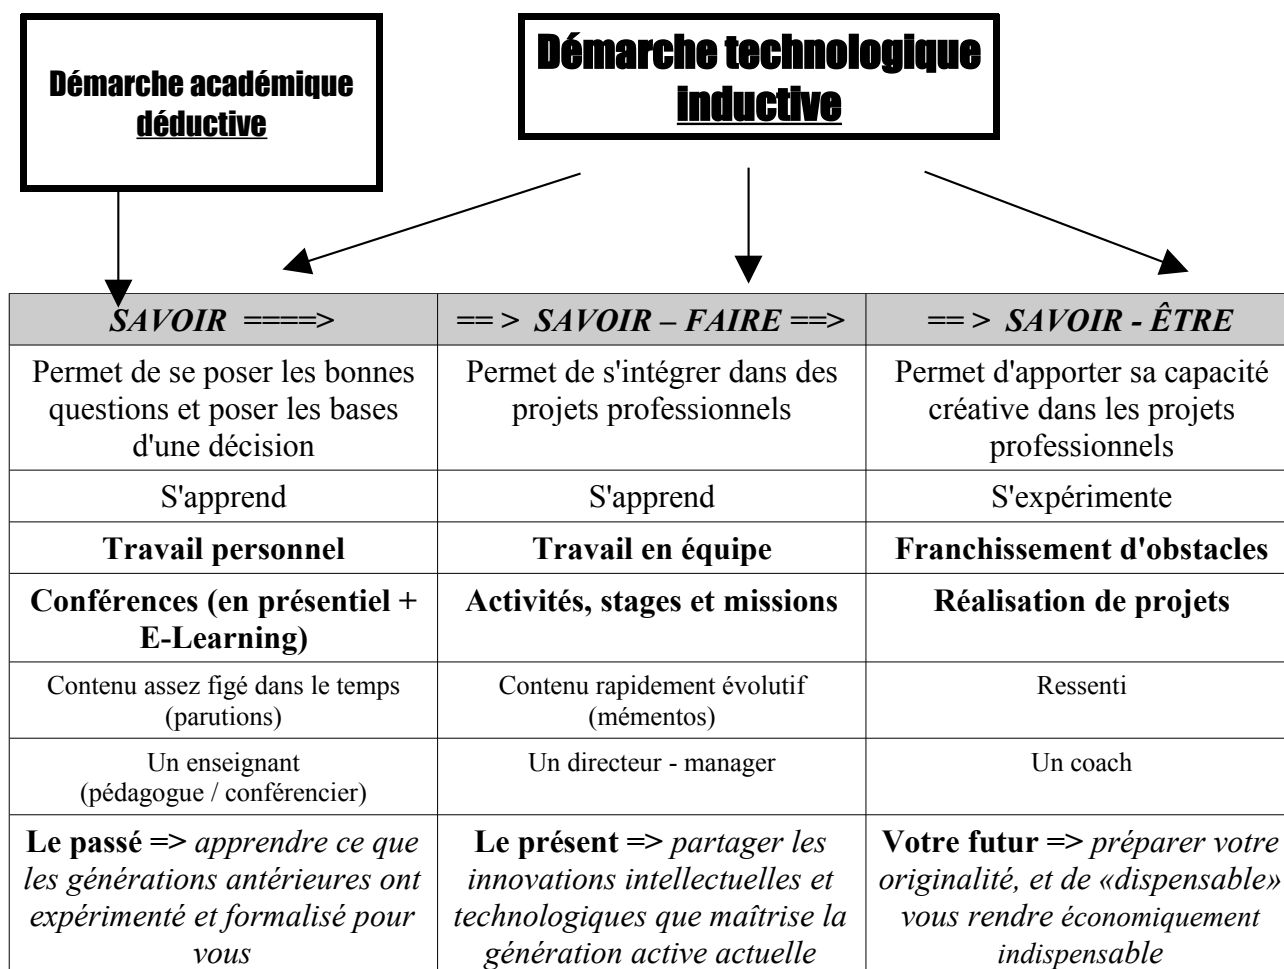 Démarche académique
déductive
Démarche technologique
inductive
SAVOIR ====>
== > SAVOIR – FAIRE ==>
== > SAVOIR - ÊTRE
Permet de se poser les bonnes
questions et poser les bases
d'une décision
Permet de s'intégrer dans des
projets professionnels
Permet d'apporter sa capacité
créative dans les projets
professionnels
S'apprend
S'apprend
S'expérimente
Travail personnel
Travail en équipe
Franchissement d'obstacles
Conférences (en présentiel +
E-Learning)
Activités, stages et missions
Réalisation de projets
Contenu assez figé dans le temps
(parutions)
Contenu rapidement évolutif
(mémentos)
Ressenti
Un enseignant
(pédagogue / conférencier)
Un directeur - manager
Un coach
Le passé => apprendre ce que
les générations antérieures ont
expérimenté et formalisé pour
vous
Le présent => partager les
innovations intellectuelles et
technologiques que maîtrise la
génération active actuelle
Votre futur => préparer votre
originalité, et de «dispensable»
vous rendre économiquement
indispensable